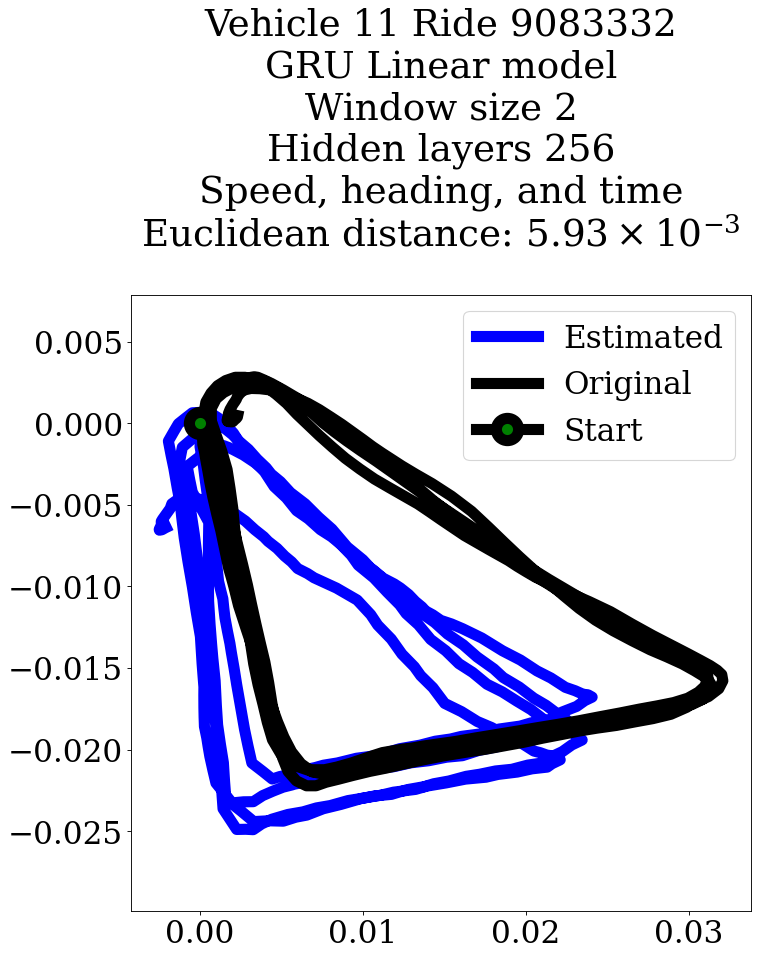 Vehicle 11 Ride 9083332
GRU Linear model
Window size 2
Hidden layers 256
Speed, heading, and time
Euclidean distance: 5.93 × 10⁻³
Estimated
Original
Start
0.005
0.000
−0.005
−0.010
−0.015
−0.020
−0.025
0.00 0.01 0.02 0.03